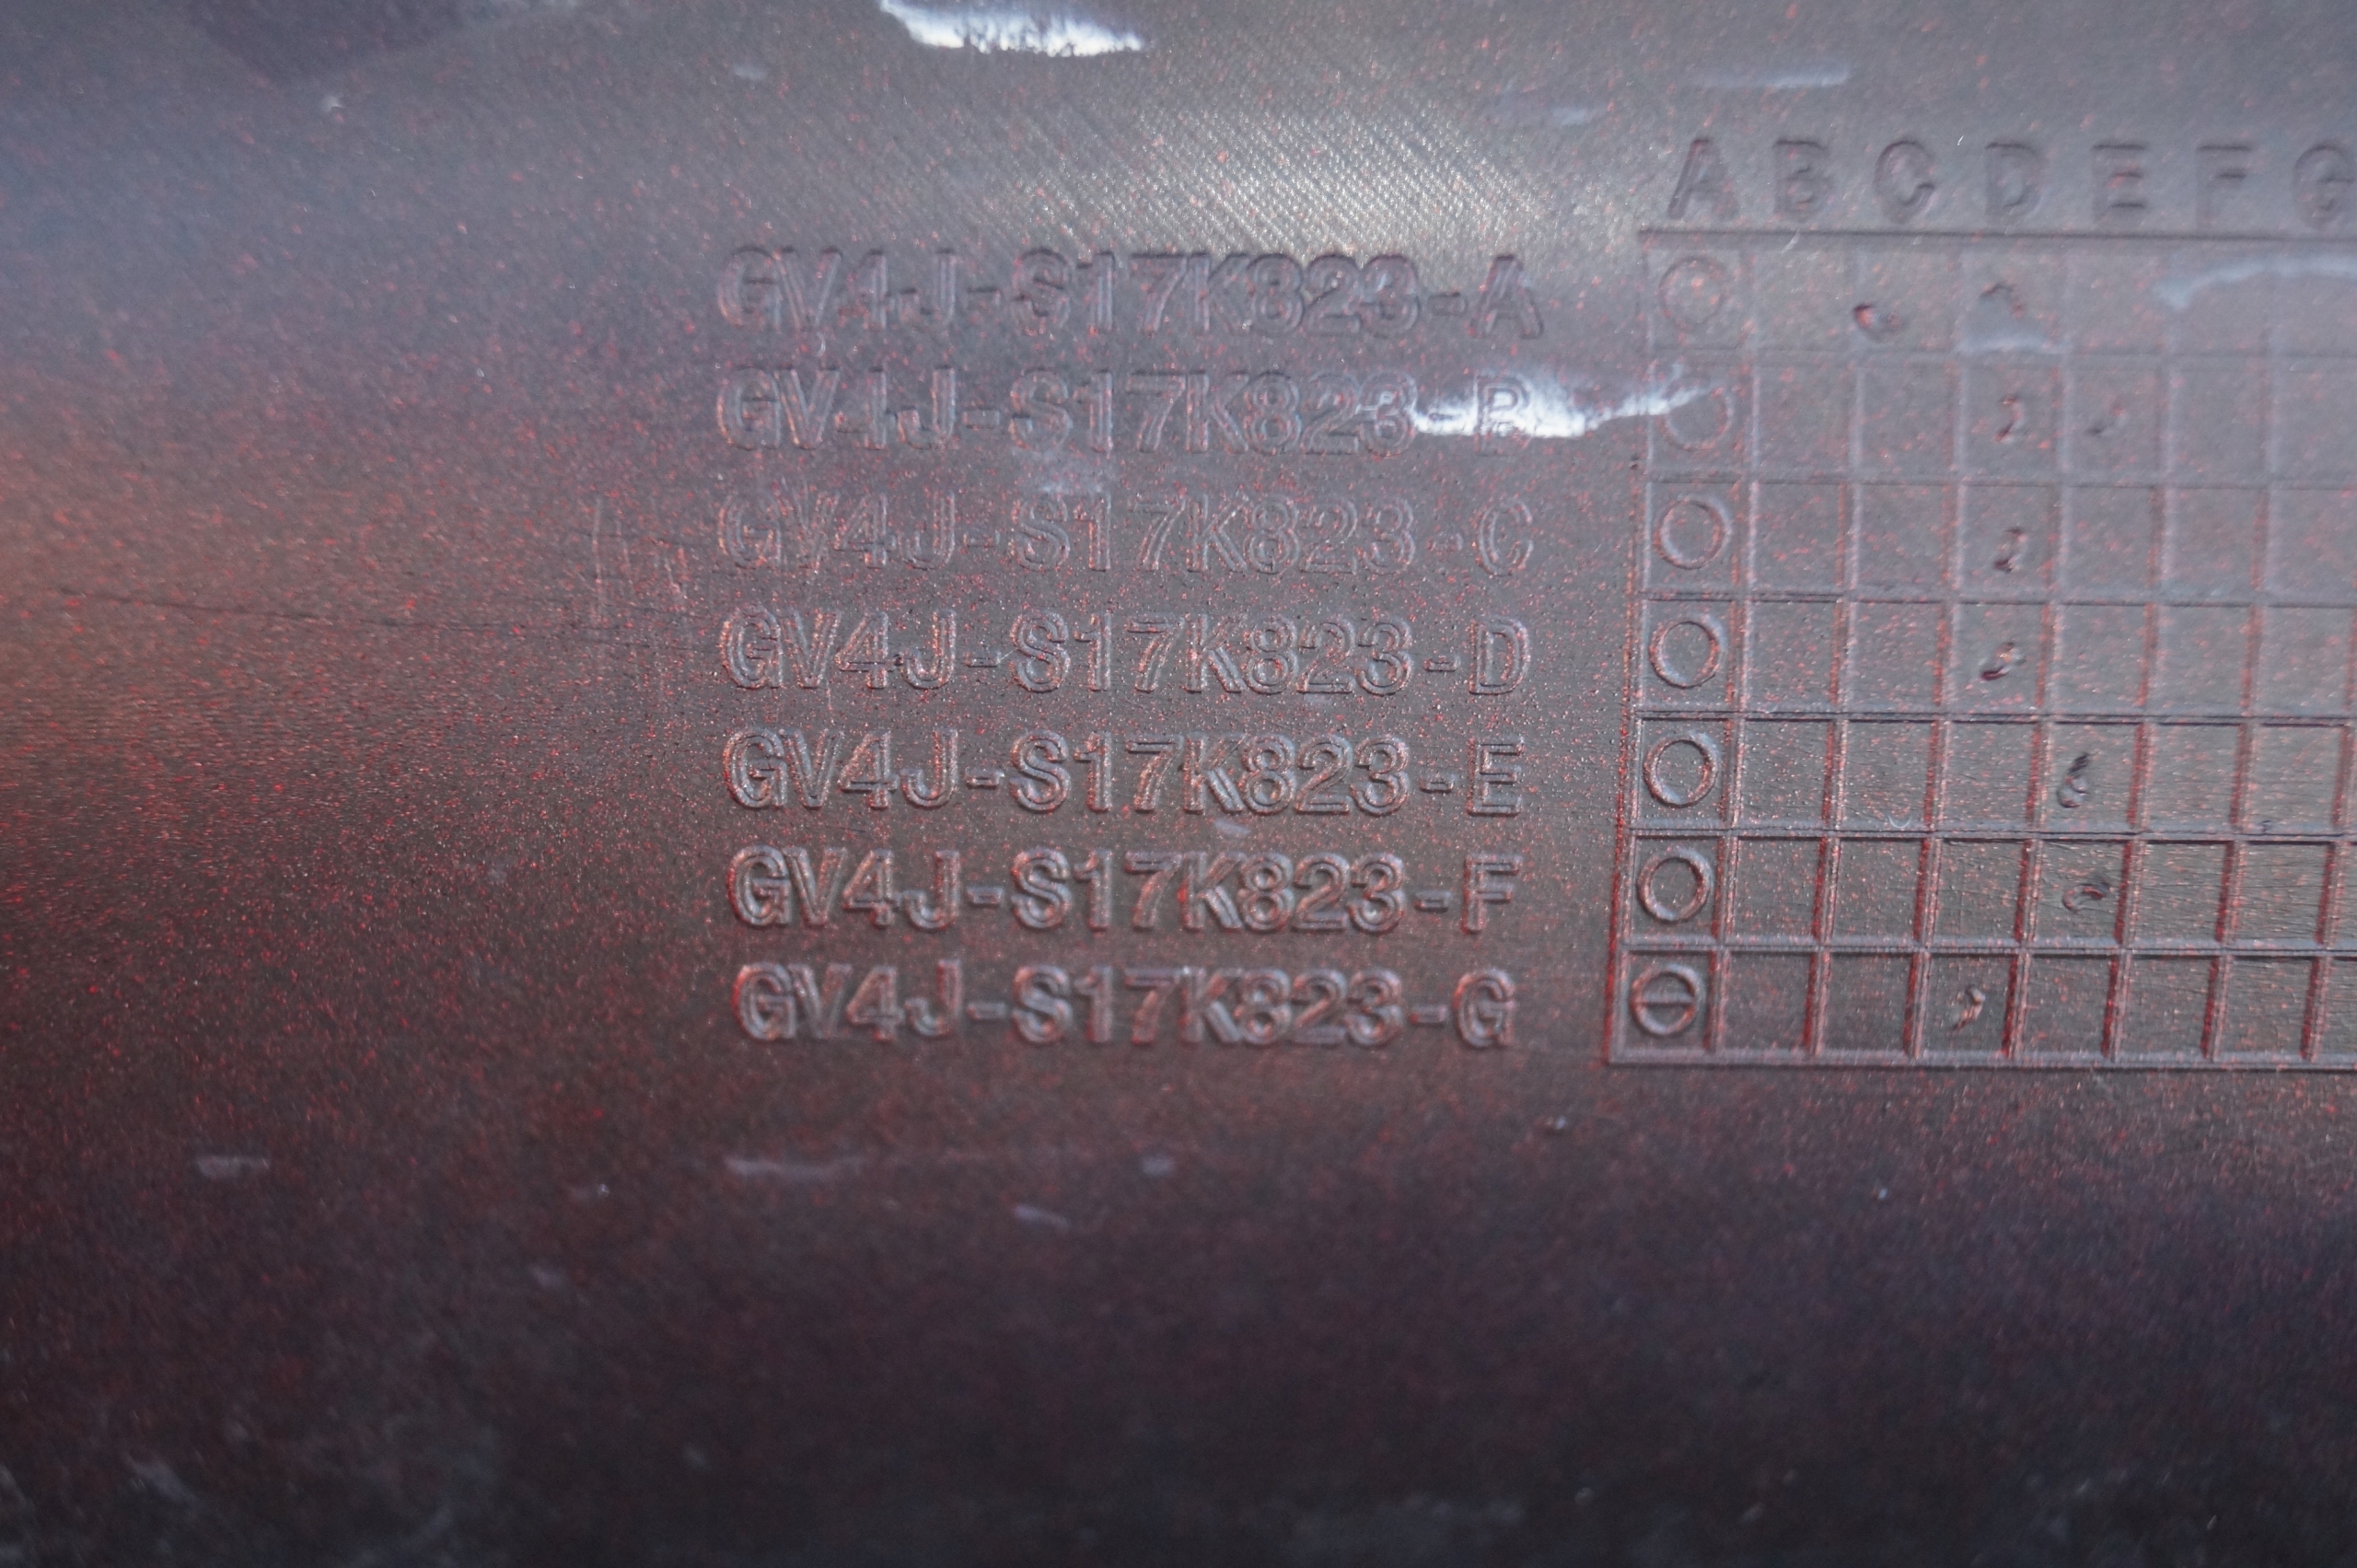 A B C D E F G
GV4J-S17K823-A
GV4J-S17K823-B
GV4J-S17K823-C
GV4J-S17K823-D
GV4J-S17K823-E
GV4J-S17K823-F
GV4J-S17K823-G